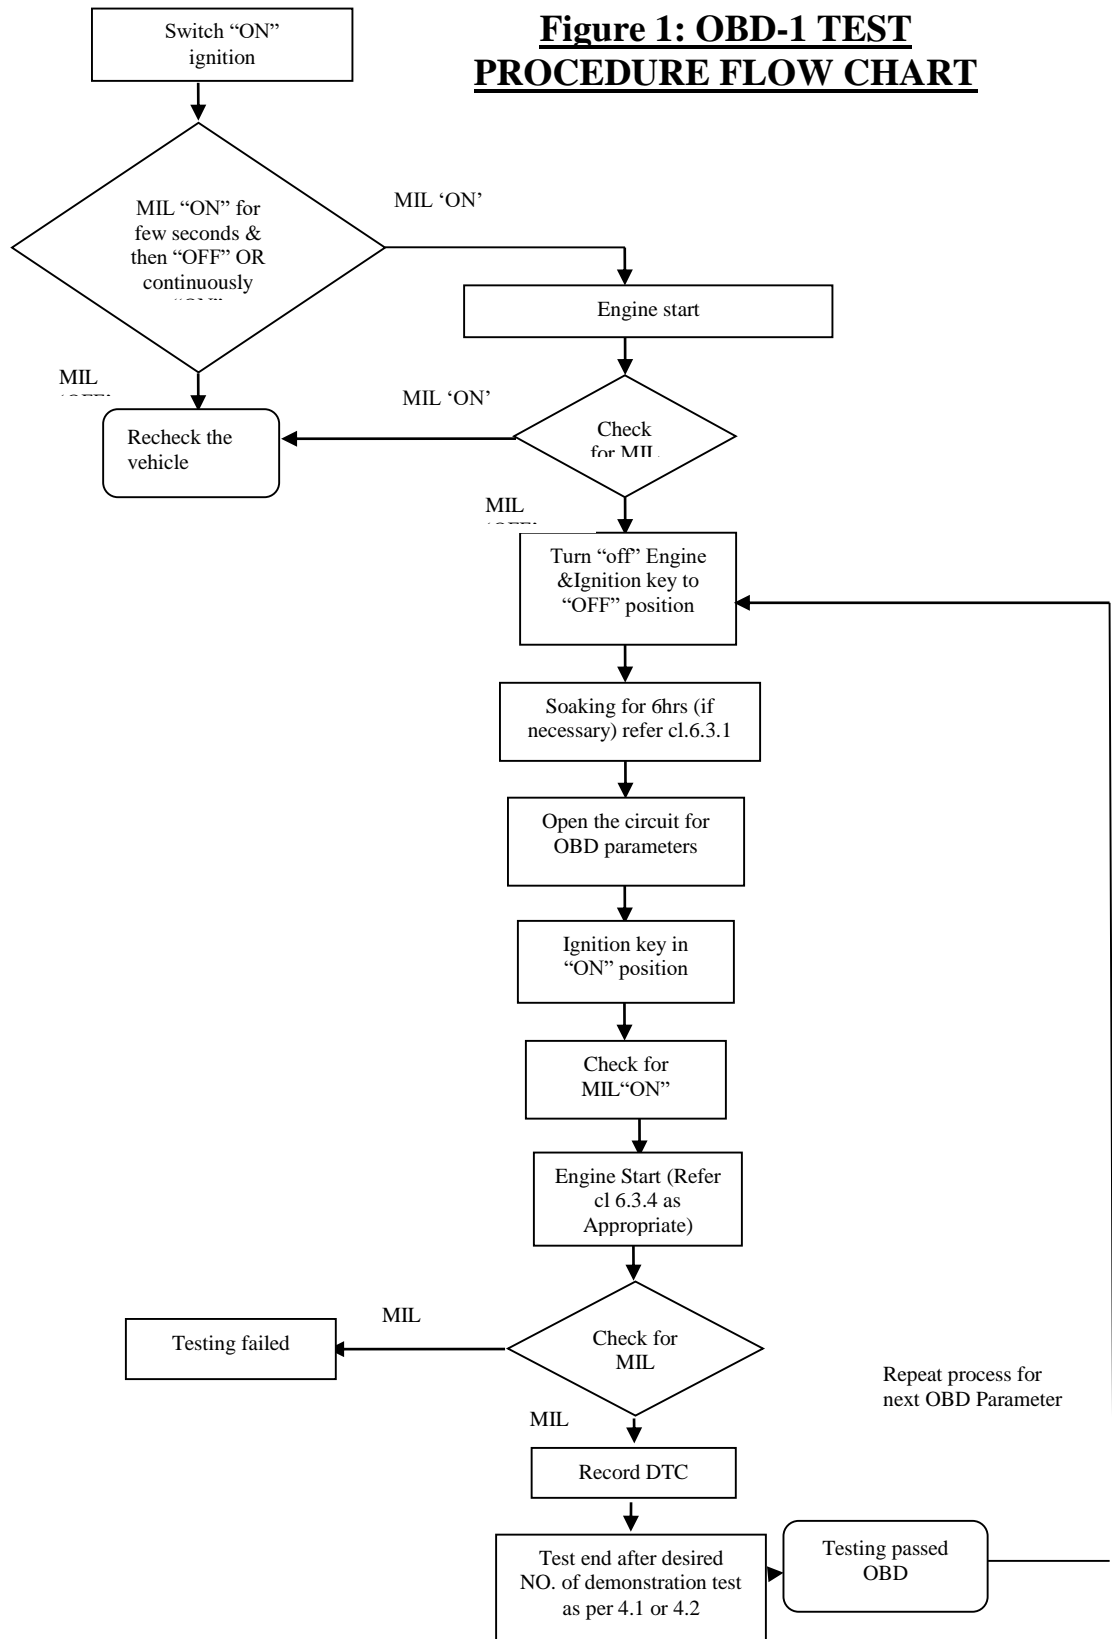 Figure 1: OBD-1 TEST
PROCEDURE FLOW CHART
Switch “ON”
ignition
MIL “ON” for
few seconds &
then “OFF” OR
continuously
MIL ‘ON’
Engine start
MIL
Recheck the
vehicle
MIL ‘ON’
Check
for MIL
MIL
Turn “off” Engine
&Ignition key to
“OFF” position
Soaking for 6hrs (if
necessary) refer cl.6.3.1
Open the circuit for
OBD parameters
Ignition key in
“ON” position
Check for
MIL“ON”
Engine Start (Refer
cl 6.3.4 as
Appropriate)
Check for
MIL
MIL
Testing failed
MIL
Record DTC
Test end after desired
NO. of demonstration test
as per 4.1 or 4.2
Testing passed
OBD
Repeat process for
next OBD Parameter